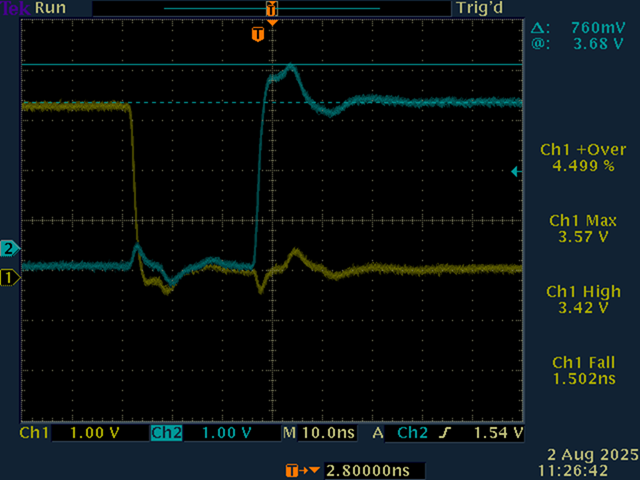 Tek Run Trig'd
T
T
Δ: 760mV
@: 3.68 V
Ch1 +Over
4.499 %
Ch1 Max
3.57 V
2
1
Ch1 High
3.42 V
Ch1 Fall
1.502ns
Ch1 1.00 V Ch2 1.00 V M 10.0ns A Ch2 1.54 V
T 2.80000ns
2 Aug 2025
11:26:42